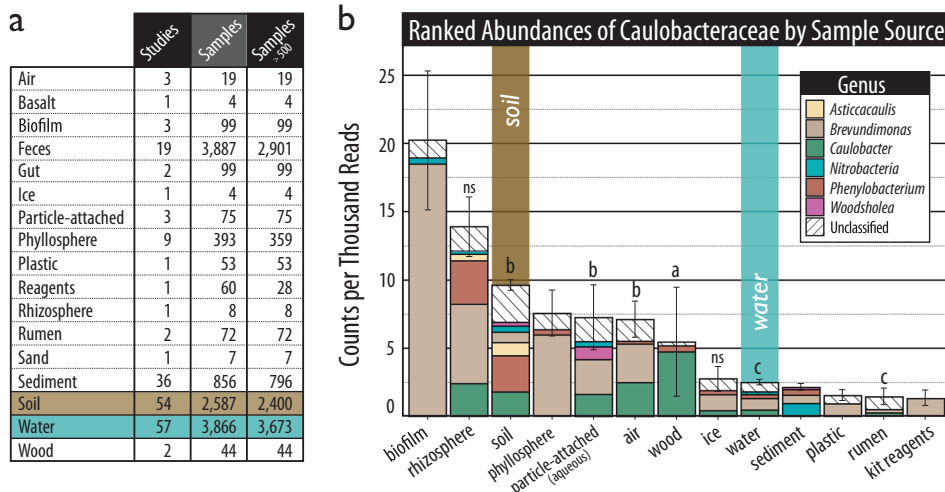 a
Studies Samples Samples >500
Air 3 19 19
Basalt 1 4 4
Biofilm 3 99 99
Feces 19 3,887 2,901
Gut 2 99 99
Ice 1 4 4
Particle-attached 3 75 75
Phyllosphere 9 393 359
Plastic 1 53 53
Reagents 1 60 28
Rhizosphere 1 8 8
Rumen 2 72 72
Sand 1 7 7
Sediment 36 856 796
Soil 54 2,587 2,400
Water 57 3,866 3,673
Wood 2 44 44
b
Ranked Abundances of Caulobacteraceae by Sample Source
Counts per Thousand Reads
25
20
15
10
5
0
soil
water
Genus
Asticcacaulis
Brevundimonas
Caulobacter
Nitrobacteria
Phenylobacterium
Woodsholea
Unclassified
ns
b
b
b
a
ns
c
c
biofilm
rhizosphere
soil
phyllosphere
particle-attached
(aqueous)
air
wood
ice
water
sediment
plastic
rumen
kit reagents